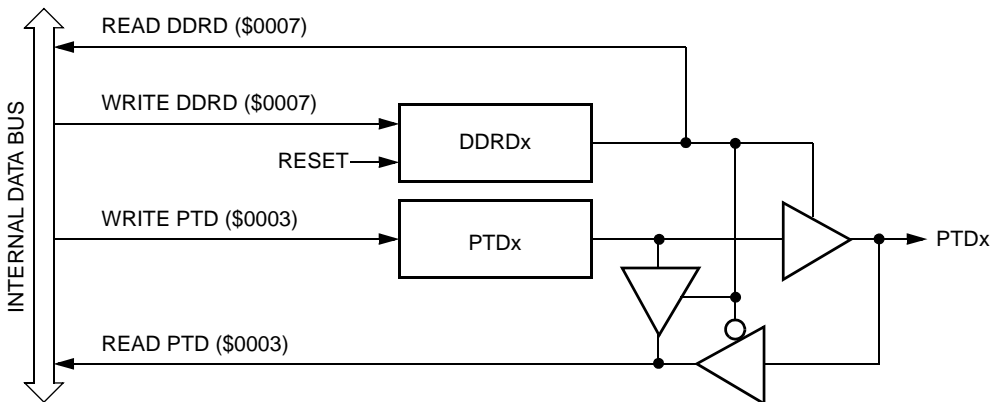 READ DDRD ($0007)
WRITE DDRD ($0007)
DDRDx
RESET
INTERNAL DATA BUS
WRITE PTD ($0003)
PTDx
PTDx
READ PTD ($0003)